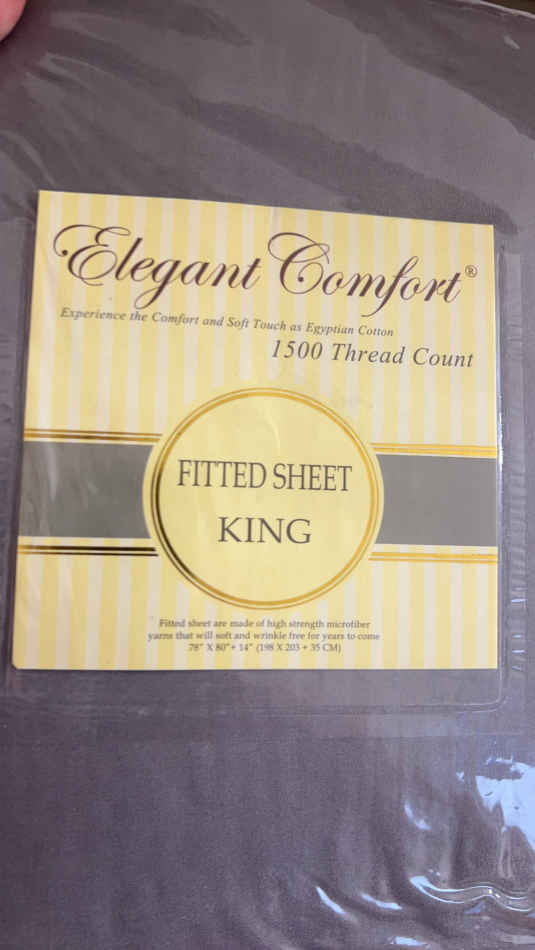 Elegant Comfort®
Experience the Comfort and Soft Touch as Egyptian Cotton
1500 Thread Count
FITTED SHEET
KING
Fitted sheet are made of high strength microfiber
yarns that will soft and wrinkle free for years to come
78" X 80"+ 14" (198 X 203 + 35 CM)